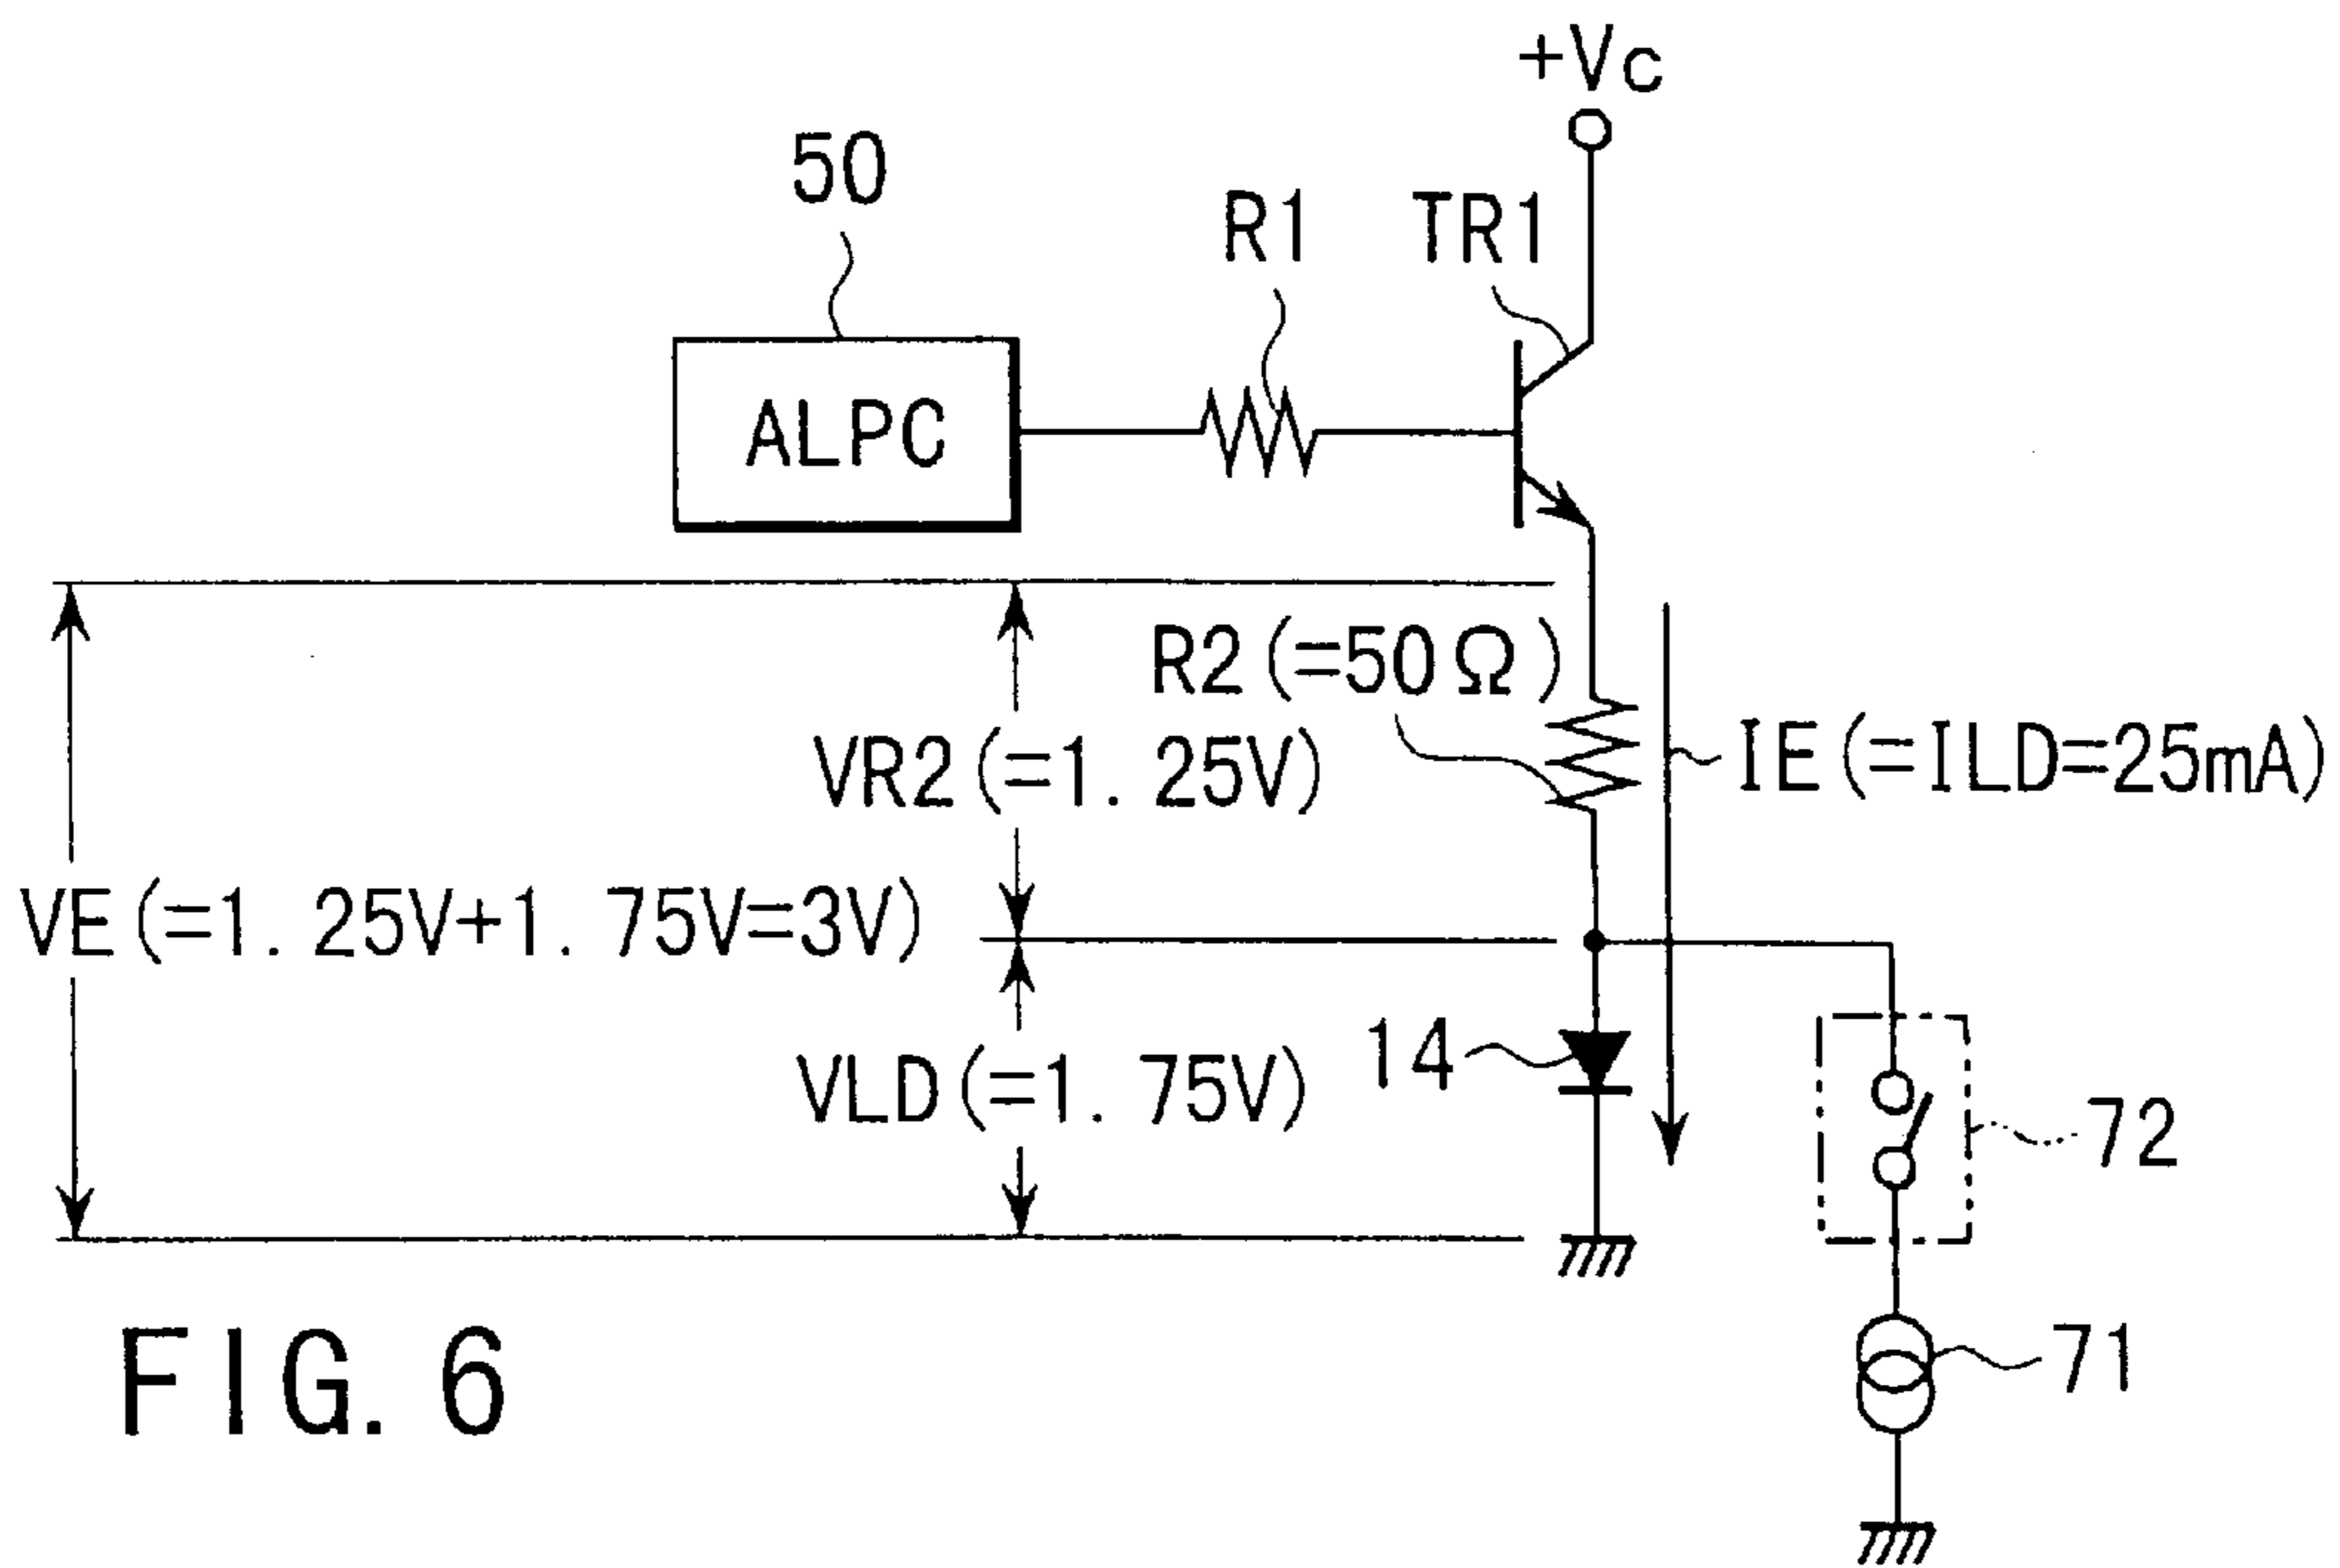 +Vc
50
R1
TR1
ALPC
R2(=50Ω)
VR2(=1. 25V)
IE(=ILD=25mA)
VE(=1. 25V+1. 75V=3V)
14
VLD(=1. 75V)
72
71
FIG. 6